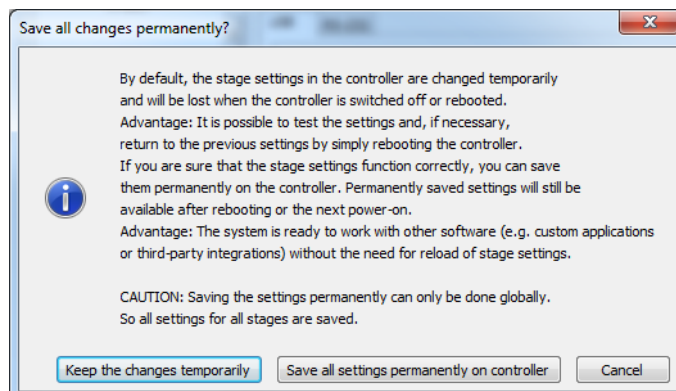 Save all changes permanently?
By default, the stage settings in the controller are changed temporarily
and will be lost when the controller is switched off or rebooted.
Advantage: It is possible to test the settings and, if necessary,
return to the previous settings by simply rebooting the controller.
If you are sure that the stage settings function correctly, you can save
them permanently on the controller. Permanently saved settings will still be
available after rebooting or the next power-on.
Advantage: The system is ready to work with other software (e.g. custom applications
or third-party integrations) without the need for reload of stage settings.
CAUTION: Saving the settings permanently can only be done globally.
So all settings for all stages are saved.
Keep the changes temporarily
Save all settings permanently on controller
Cancel